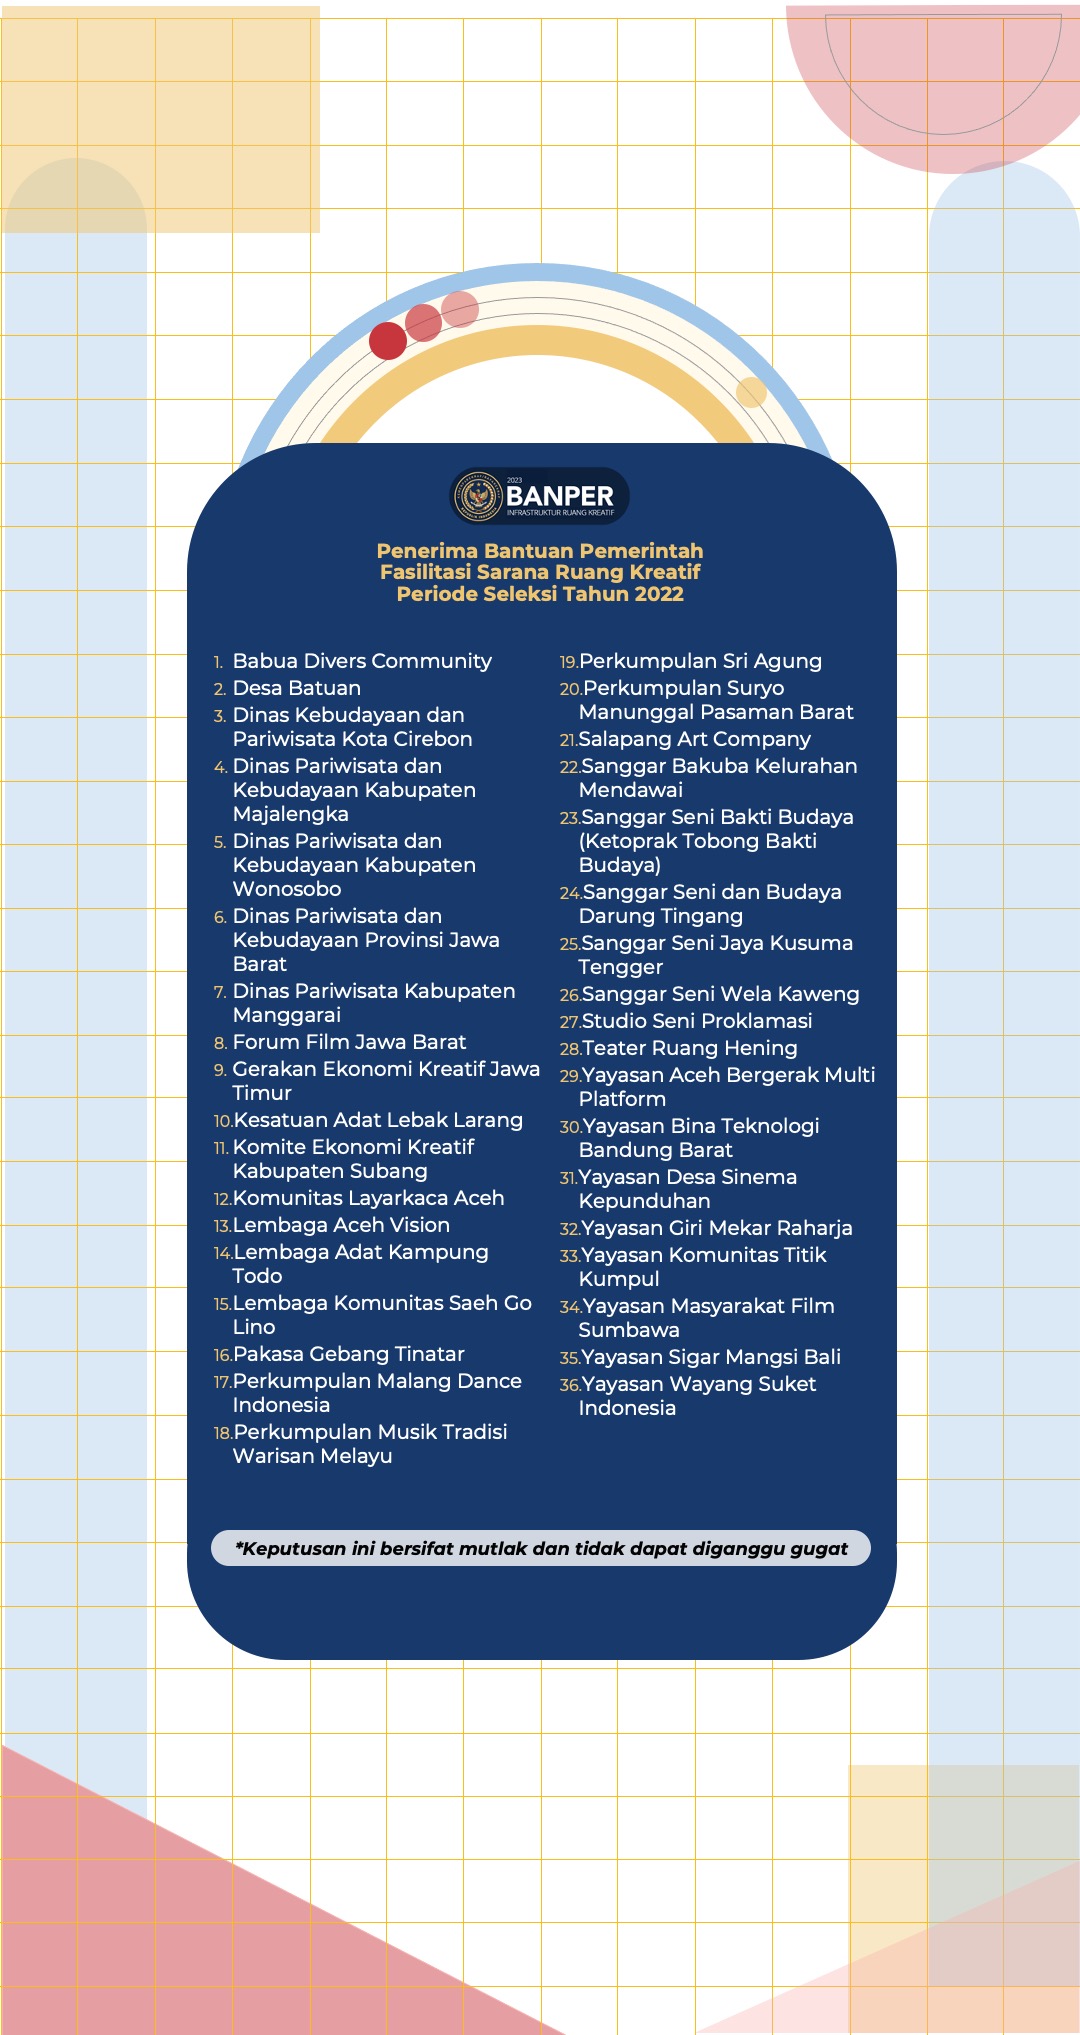 2023
BANPER
INFRASTRUKTUR RUANG KREATIF
Penerima Bantuan Pemerintah
Fasilitasi Sarana Ruang Kreatif
Periode Seleksi Tahun 2022
1. Babua Divers Community
2. Desa Batuan
3. Dinas Kebudayaan dan
Pariwisata Kota Cirebon
4. Dinas Pariwisata dan
Kebudayaan Kabupaten
Majalengka
5. Dinas Pariwisata dan
Kebudayaan Kabupaten
Wonosobo
6. Dinas Pariwisata dan
Kebudayaan Provinsi Jawa
Barat
7. Dinas Pariwisata Kabupaten
Manggarai
8. Forum Film Jawa Barat
9. Gerakan Ekonomi Kreatif Jawa
Timur
10.Kesatuan Adat Lebak Larang
11. Komite Ekonomi Kreatif
Kabupaten Subang
12.Komunitas Layarkaca Aceh
13.Lembaga Aceh Vision
14.Lembaga Adat Kampung
Todo
15.Lembaga Komunitas Saeh Go
Lino
16.Pakasa Gebang Tinatar
17.Perkumpulan Malang Dance
Indonesia
18.Perkumpulan Musik Tradisi
Warisan Melayu
19.Perkumpulan Sri Agung
20.Perkumpulan Suryo
Manunggal Pasaman Barat
21.Salapang Art Company
22.Sanggar Bakuba Kelurahan
Mendawai
23.Sanggar Seni Bakti Budaya
(Ketoprak Tobong Bakti
Budaya)
24.Sanggar Seni dan Budaya
Darung Tingang
25.Sanggar Seni Jaya Kusuma
Tengger
26.Sanggar Seni Wela Kaweng
27.Studio Seni Proklamasi
28.Teater Ruang Hening
29.Yayasan Aceh Bergerak Multi
Platform
30.Yayasan Bina Teknologi
Bandung Barat
31.Yayasan Desa Sinema
Kepunduhan
32.Yayasan Giri Mekar Raharja
33.Yayasan Komunitas Titik
Kumpul
34.Yayasan Masyarakat Film
Sumbawa
35.Yayasan Sigar Mangsi Bali
36.Yayasan Wayang Suket
Indonesia
*Keputusan ini bersifat mutlak dan tidak dapat diganggu gugat